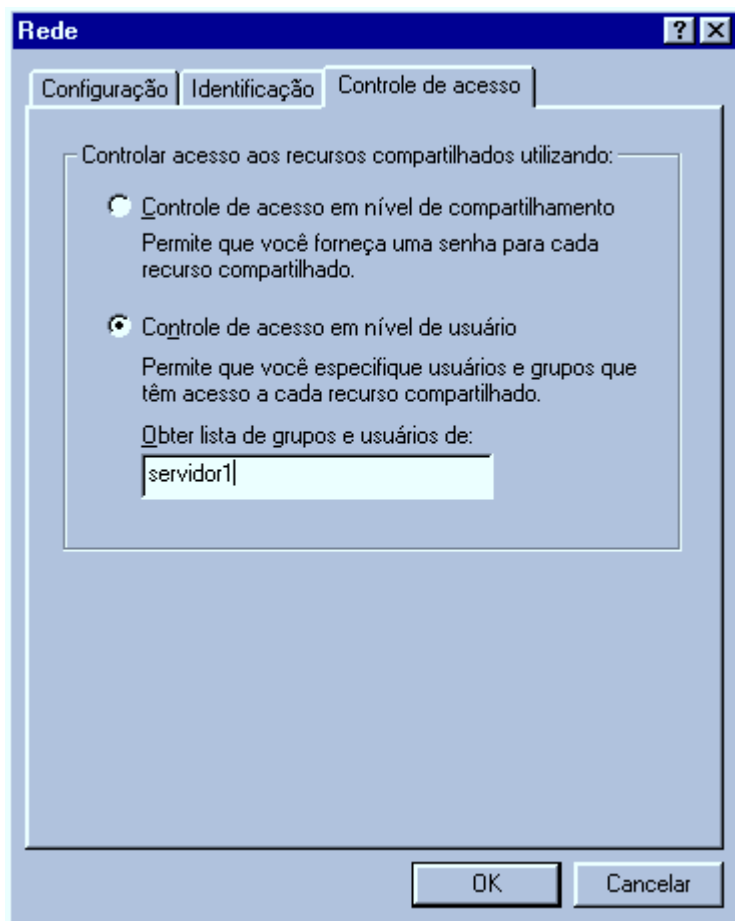 Rede
Configuração Identificação Controle de acesso
Controlar acesso aos recursos compartilhados utilizando:
Controle de acesso em nível de compartilhamento
Permite que você forneça uma senha para cada
recurso compartilhado.
Controle de acesso em nível de usuário
Permite que você especifique usuários e grupos que
têm acesso a cada recurso compartilhado.
Obter lista de grupos e usuários de:
servidor1
OK Cancelar